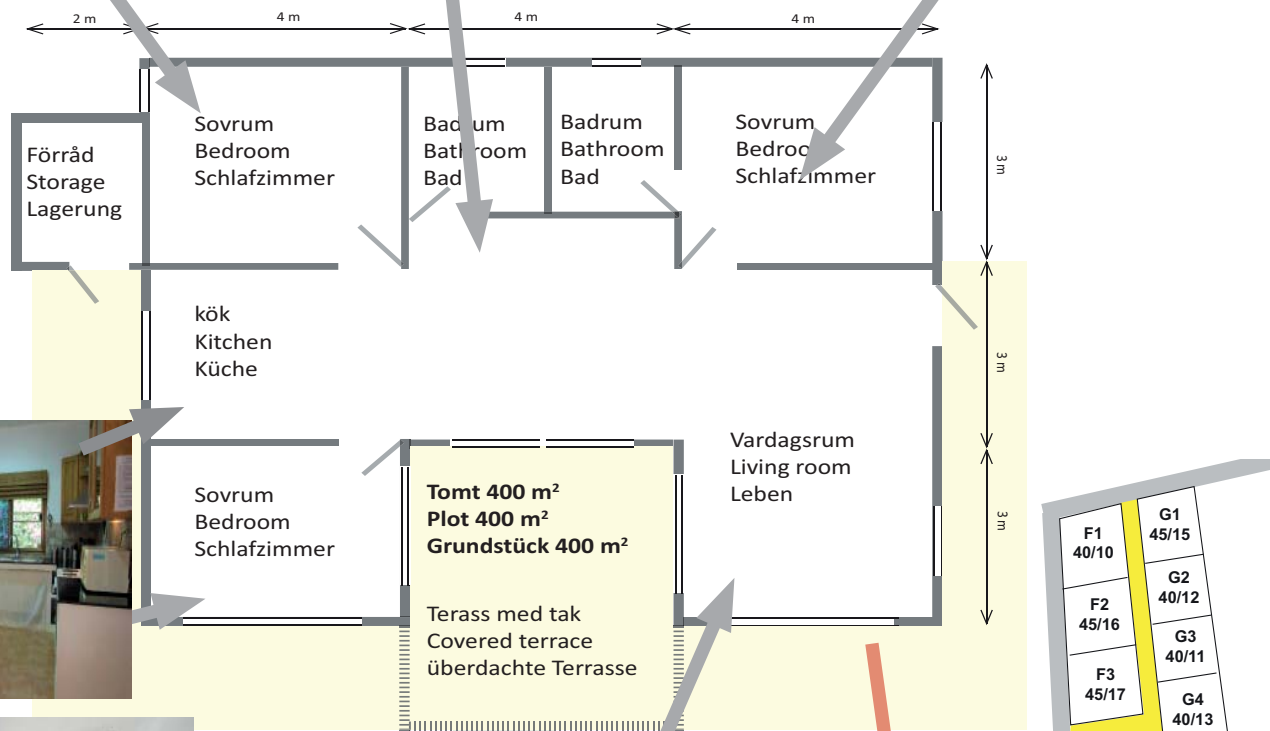 2 m
4 m
4 m
4 m
Sovrum
Bedroom
Schlafzimmer
Badrum
Bathroom
Bad
Badrum
Bathroom
Bad
Sovrum
Bedroom
Schlafzimmer
Förråd
Storage
Lagerung
3 m
kök
Kitchen
Küche
3 m
Vardagsrum
Living room
Leben
Sovrum
Bedroom
Schlafzimmer
Tomt 400 m²
Plot 400 m²
Grundstück 400 m²
3 m
Terass med tak
Covered terrace
überdachte Terrasse
F1
40/10
F2
45/16
F3
45/17
G1
45/15
G2
40/12
G3
40/11
G4
40/13